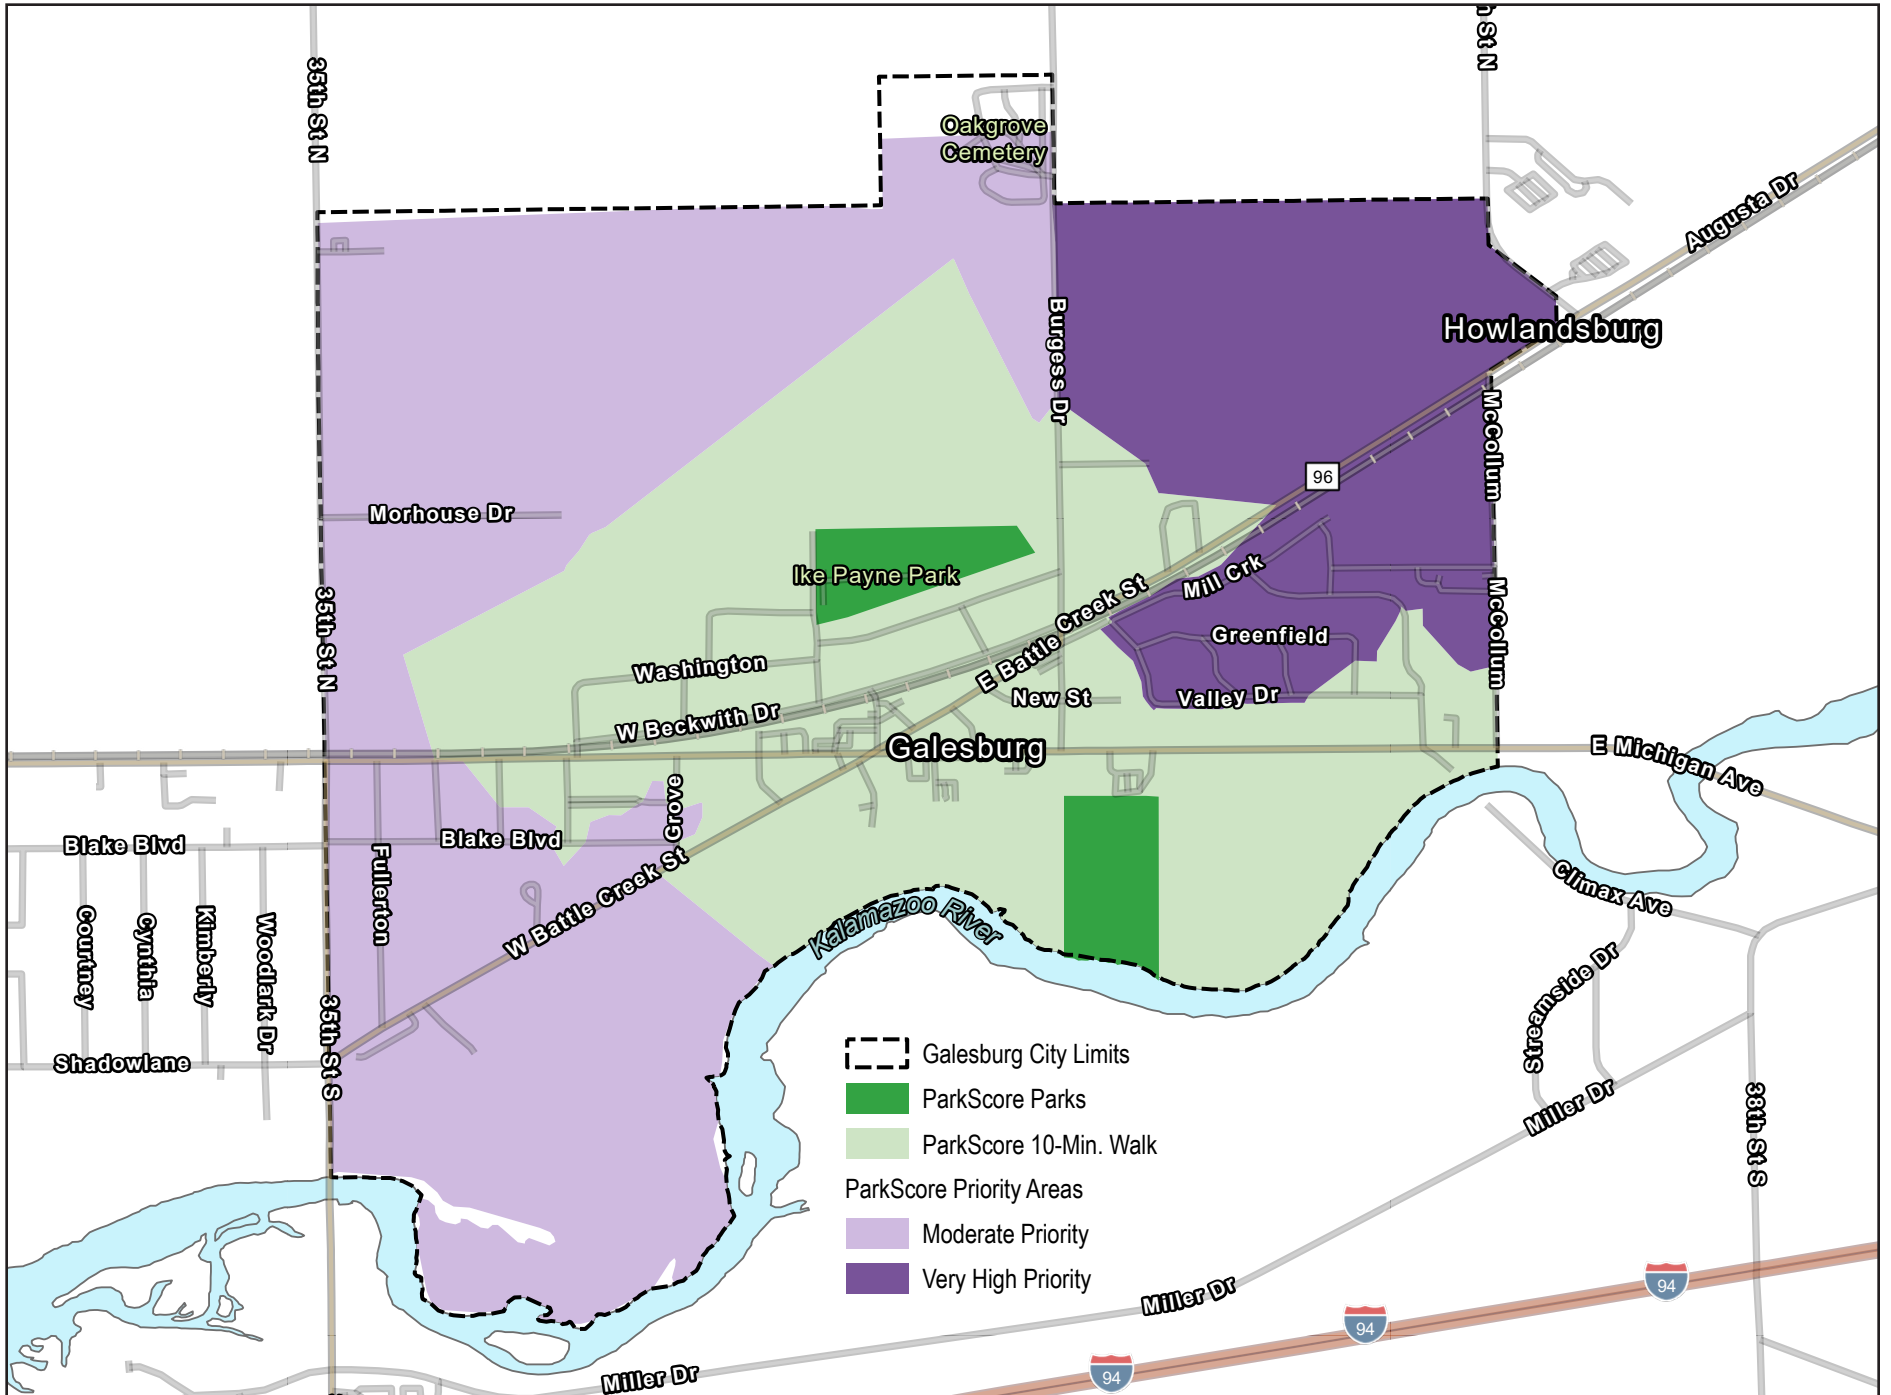 35th St N
h St N
Oakgrove
Cemetery
Augusta Dr
Burgess Dr
Howlandsburg
McCollum
96
Morhouse Dr
Ike Payne Park
Mill Crk
35th St N
E Battle Creek St
Greenfield
McCollum
Washington
New St
Valley Dr
W Beckwith Dr
Galesburg
E Michigan Ave
Grove
Blake Blvd
Blake Blvd
Fullerton
W Battle Creek St
Climax Ave
Kalamazoo River
Courtney
Cynthia
Kimberly
Woodlark Dr
Streamside Dr
35th St S
Shadowlane
Galesburg City Limits
ParkScore Parks
ParkScore 10-Min. Walk
ParkScore Priority Areas
Moderate Priority
Very High Priority
Miller Dr
38th St S
Miller Dr
94
94
94
Miller Dr